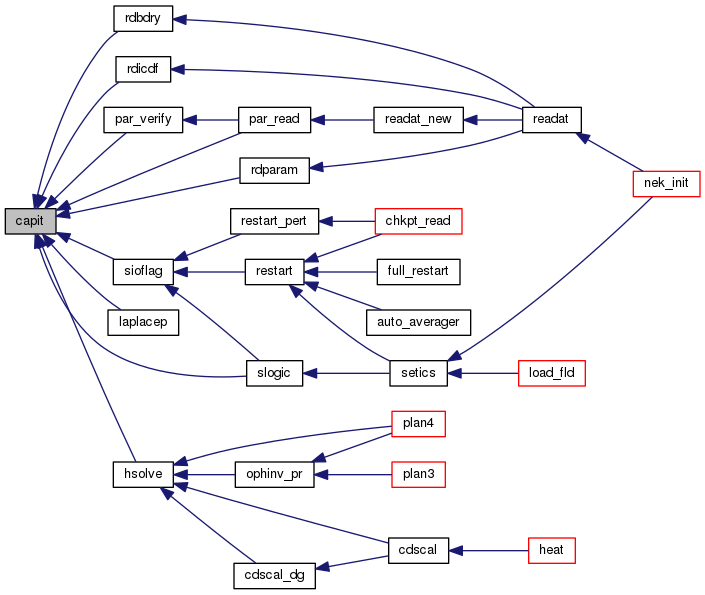 rdbdry
rdicdf
par_verify
par_read
readat_new
readat
rdparam
nek_init
capit
restart_pert
chkpt_read
sioflag
restart
full_restart
laplacep
auto_averager
slogic
setics
load_fld
plan4
hsolve
ophinv_pr
plan3
cdscal
heat
cdscal_dg